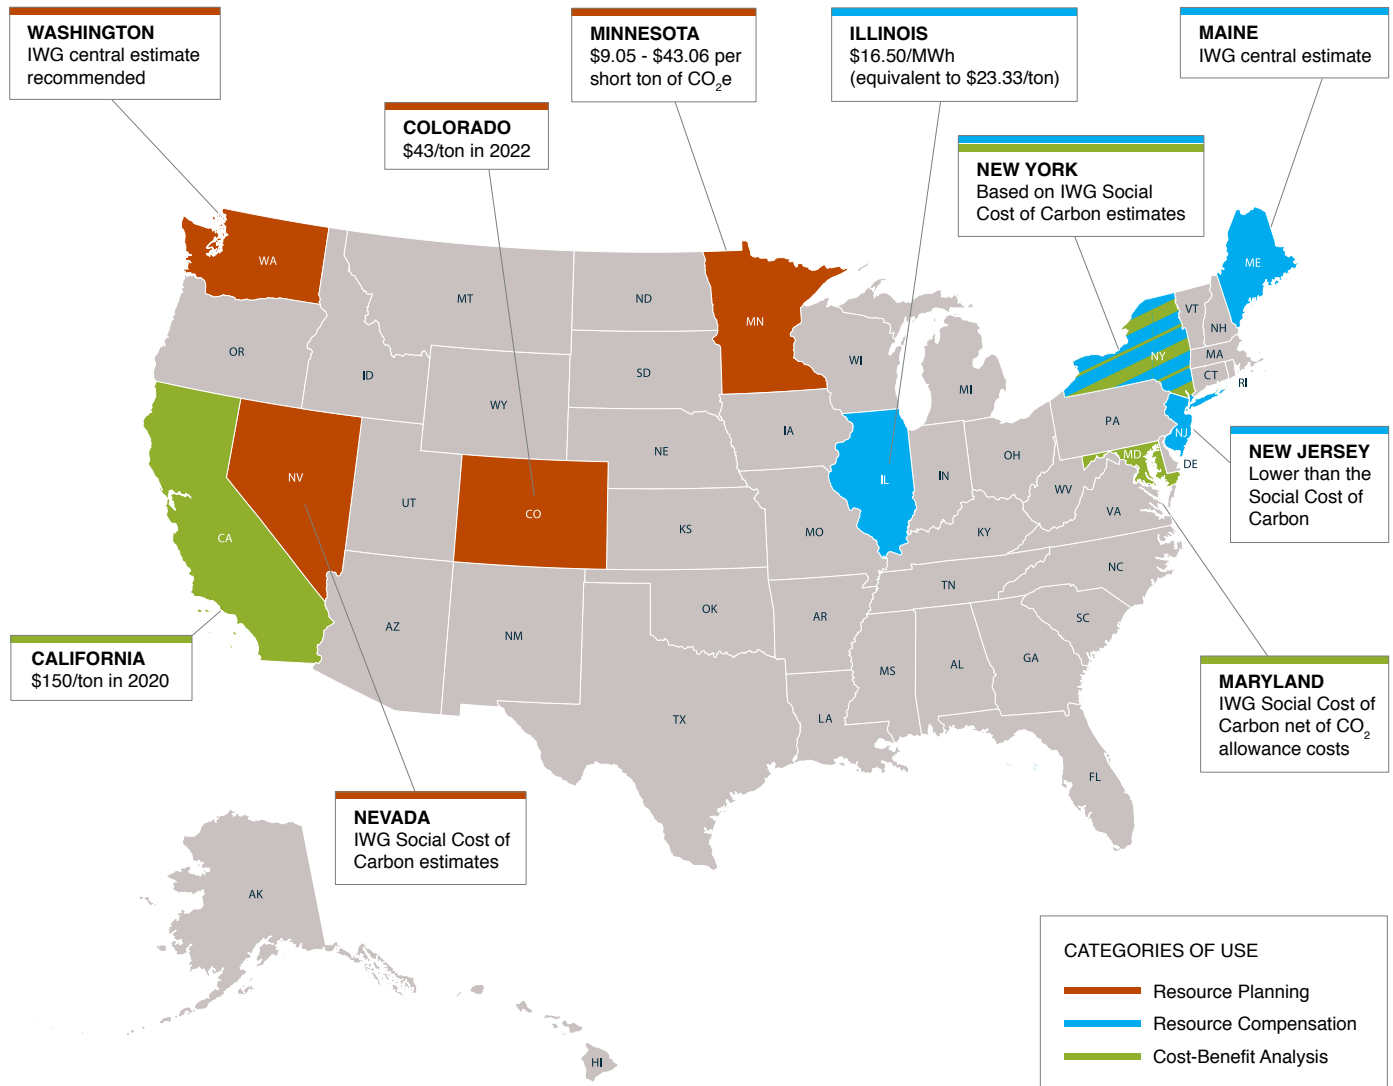 WASHINGTON
IWG central estimate
recommended
MINNESOTA
$9.05 - $43.06 per
short ton of CO₂e
ILLINOIS
$16.50/MWh
(equivalent to $23.33/ton)
MAINE
IWG central estimate
COLORADO
$43/ton in 2022
NEW YORK
Based on IWG Social
Cost of Carbon estimates
WA
MT
ND
MN
OR
ID
WY
SD
WI
MI
ME
VT
NH
NY
MA
CT
RI
NV
UT
CO
NE
IA
IL
IN
OH
PA
NJ
MD
DE
NEW JERSEY
Lower than the
Social Cost of
Carbon
CA
KS
MO
KY
WV
VA
AZ
NM
OK
AR
TN
NC
SC
MS
AL
GA
TX
LA
FL
CALIFORNIA
$150/ton in 2020
MARYLAND
IWG Social Cost of
Carbon net of CO₂
allowance costs
NEVADA
IWG Social Cost of
Carbon estimates
AK
HI
CATEGORIES OF USE
Resource Planning
Resource Compensation
Cost-Benefit Analysis